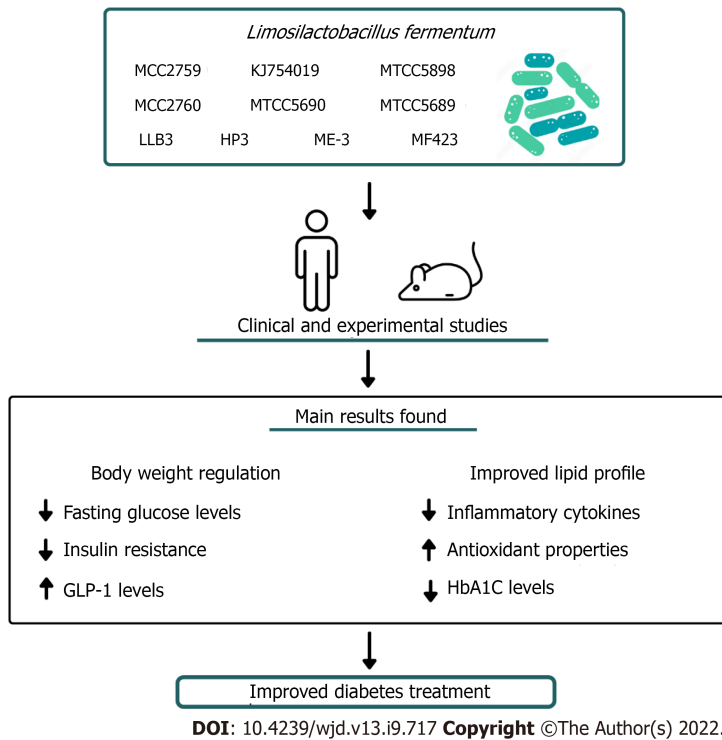 Limosilactobacillus fermentum
MCC2759 KJ754019 MTCC5898
MCC2760 MTCC5690 MTCC5689
LLB3 HP3 ME-3 MF423
Clinical and experimental studies
Main results found
Body weight regulation
Fasting glucose levels
Insulin resistance
GLP-1 levels
Improved lipid profile
Inflammatory cytokines
Antioxidant properties
HbA1C levels
Improved diabetes treatment
DOI: 10.4239/wjd.v13.i9.717 Copyright ©The Author(s) 2022.